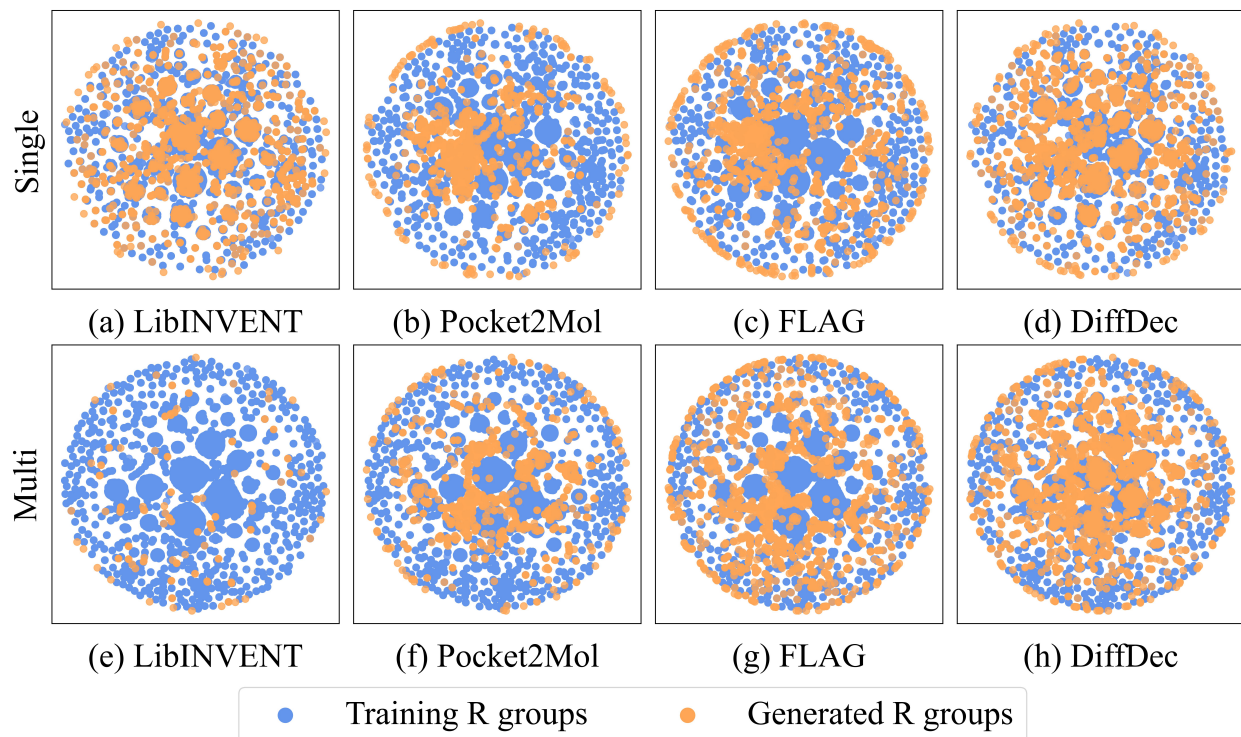 Single
(a) LibINVENT
(b) Pocket2Mol
(c) FLAG
(d) DiffDec
Multi
(e) LibINVENT
(f) Pocket2Mol
(g) FLAG
(h) DiffDec
Training R groups
Generated R groups